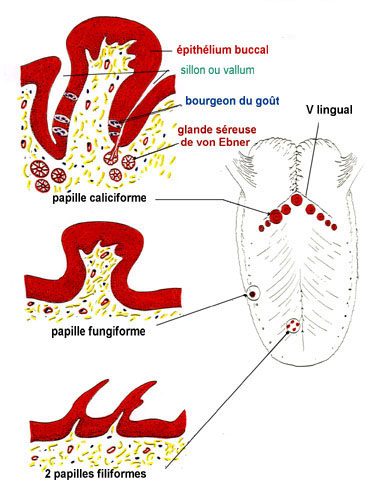 épithélium buccal
sillon ou vallum
bourgeon du goût
V lingual
glande séreuse
de von Ebner
papille caliciforme
papille fungiforme
2 papilles filiformes